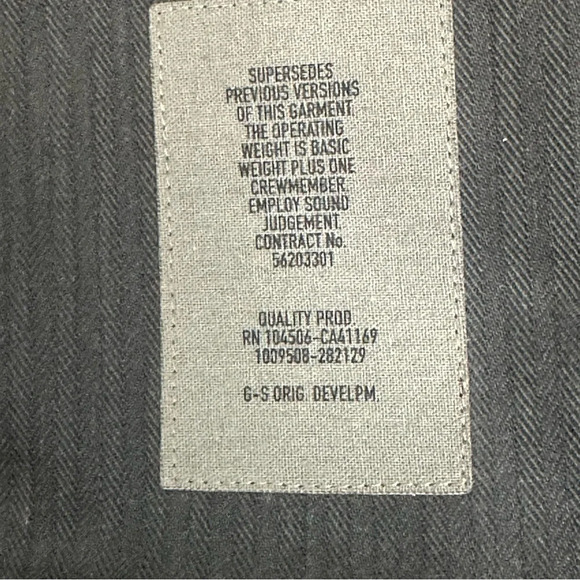 SUPERSEDES
PREVIOUS VERSIONS
OF THIS GARMENT.
THE OPERATING
WEIGHT IS BASIC
WEIGHT PLUS ONE
CREWMEMBER.
EMPLOY SOUND
JUDGEMENT.
CONTRACT No.
56203301
QUALITY PROD.
RN 104506-CA41169
1009508-282129
G-S ORIG. DEVELPM.